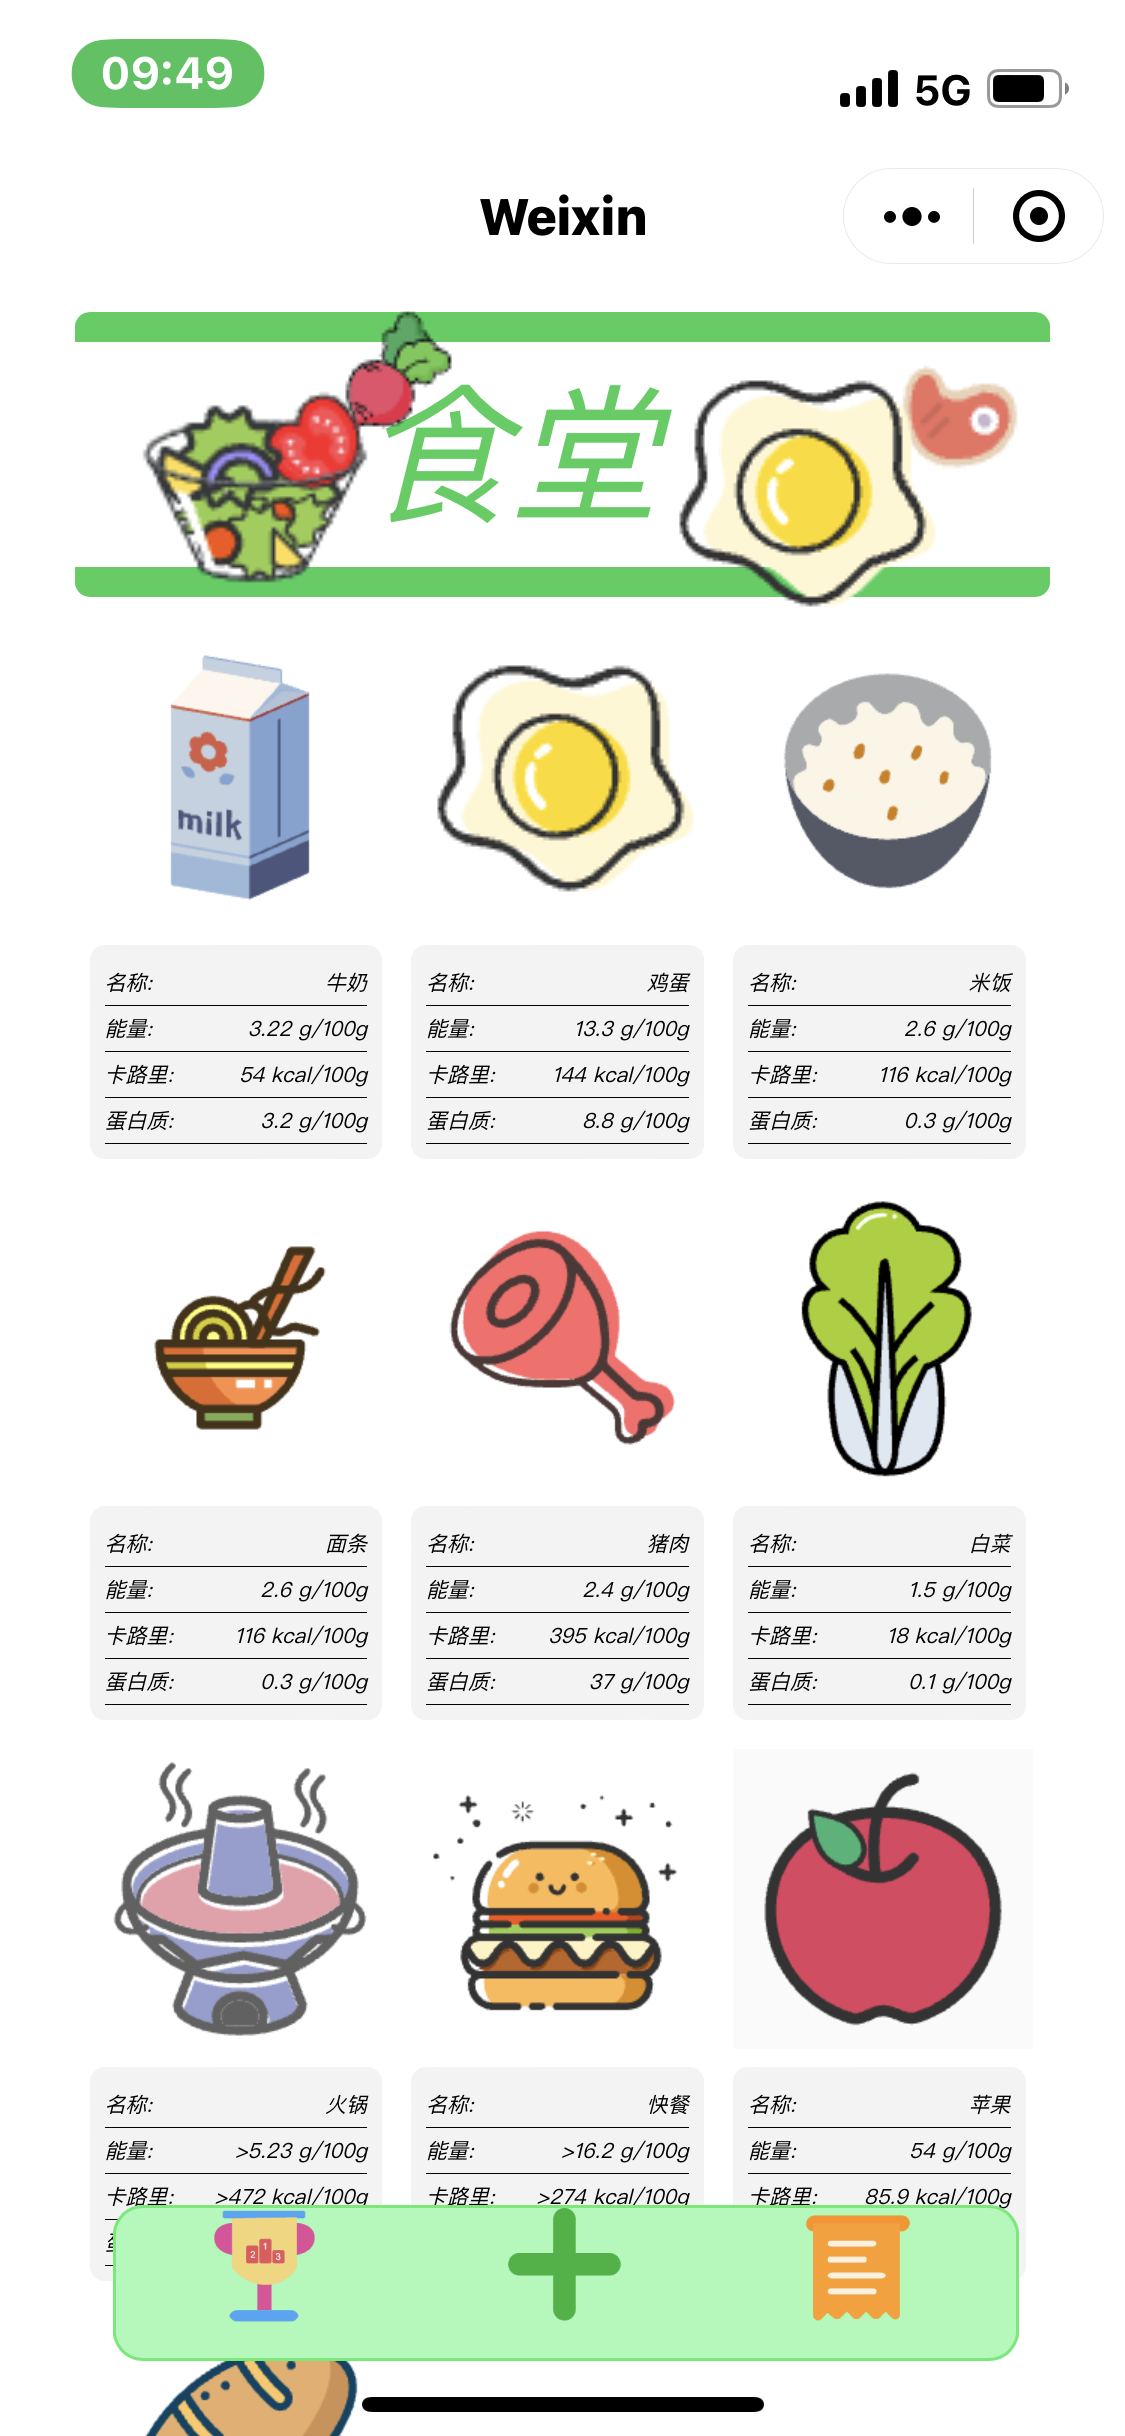 09:49
5G
Weixin
食堂
milk
名称: 牛奶
能量: 3.22 g/100g
卡路里: 54 kcal/100g
蛋白质: 3.2 g/100g
名称: 鸡蛋
能量: 13.3 g/100g
卡路里: 144 kcal/100g
蛋白质: 8.8 g/100g
名称: 米饭
能量: 2.6 g/100g
卡路里: 116 kcal/100g
蛋白质: 0.3 g/100g
名称: 面条
能量: 2.6 g/100g
卡路里: 116 kcal/100g
蛋白质: 0.3 g/100g
名称: 猪肉
能量: 2.4 g/100g
卡路里: 395 kcal/100g
蛋白质: 37 g/100g
名称: 白菜
能量: 1.5 g/100g
卡路里: 18 kcal/100g
蛋白质: 0.1 g/100g
名称: 火锅
能量: >5.23 g/100g
卡路里: >472 kcal/100g
名称: 快餐
能量: >16.2 g/100g
卡路里: >274 kcal/100g
名称: 苹果
能量: 54 g/100g
卡路里: 85.9 kcal/100g
2 1 3